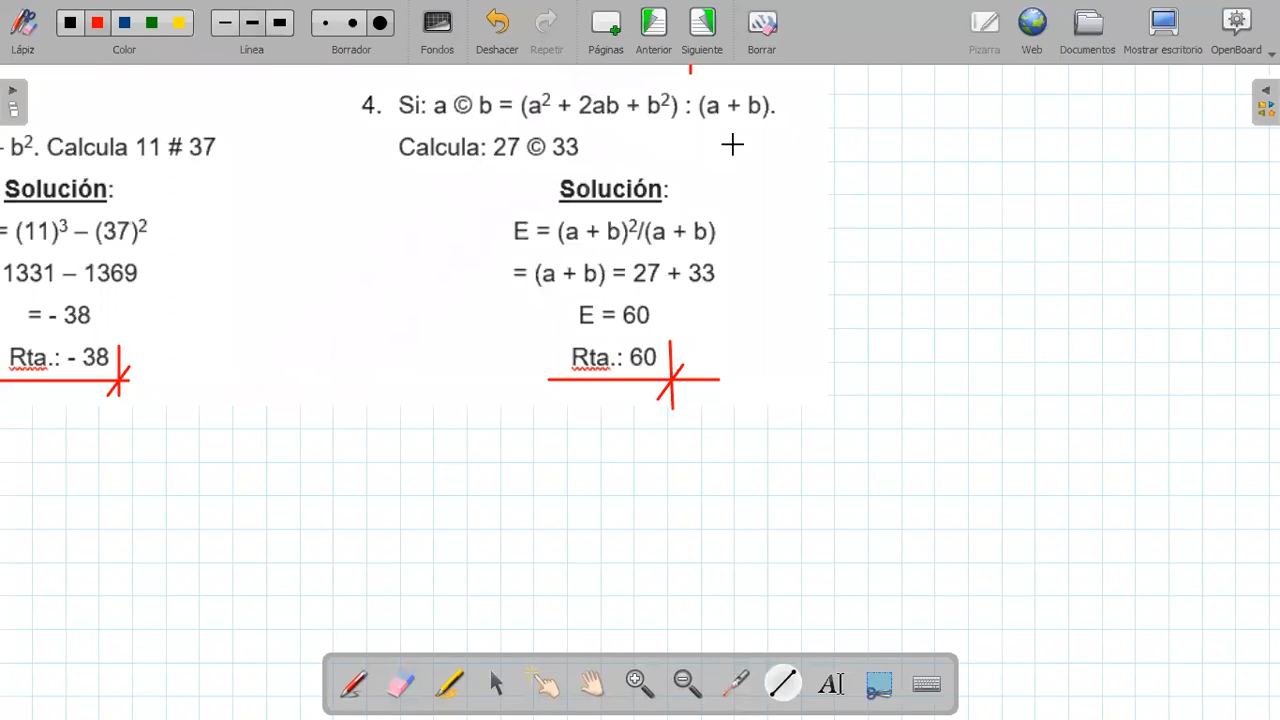 Lápiz
Color
Línea
Borrador
Fondos
Deshacer
Repetir
Páginas
Anterior
Siguiente
Borrar
Pizarra
Web
Documentos
Mostrar escritorio
OpenBoard
- b². Calcula 11 # 37
Solución:
= (11)³ – (37)²
1331 – 1369
= - 38
Rta.: - 38
4. Si: a © b = (a² + 2ab + b²) : (a + b).
Calcula: 27 © 33
Solución:
E = (a + b)²/(a + b)
= (a + b) = 27 + 33
E = 60
Rta.: 60